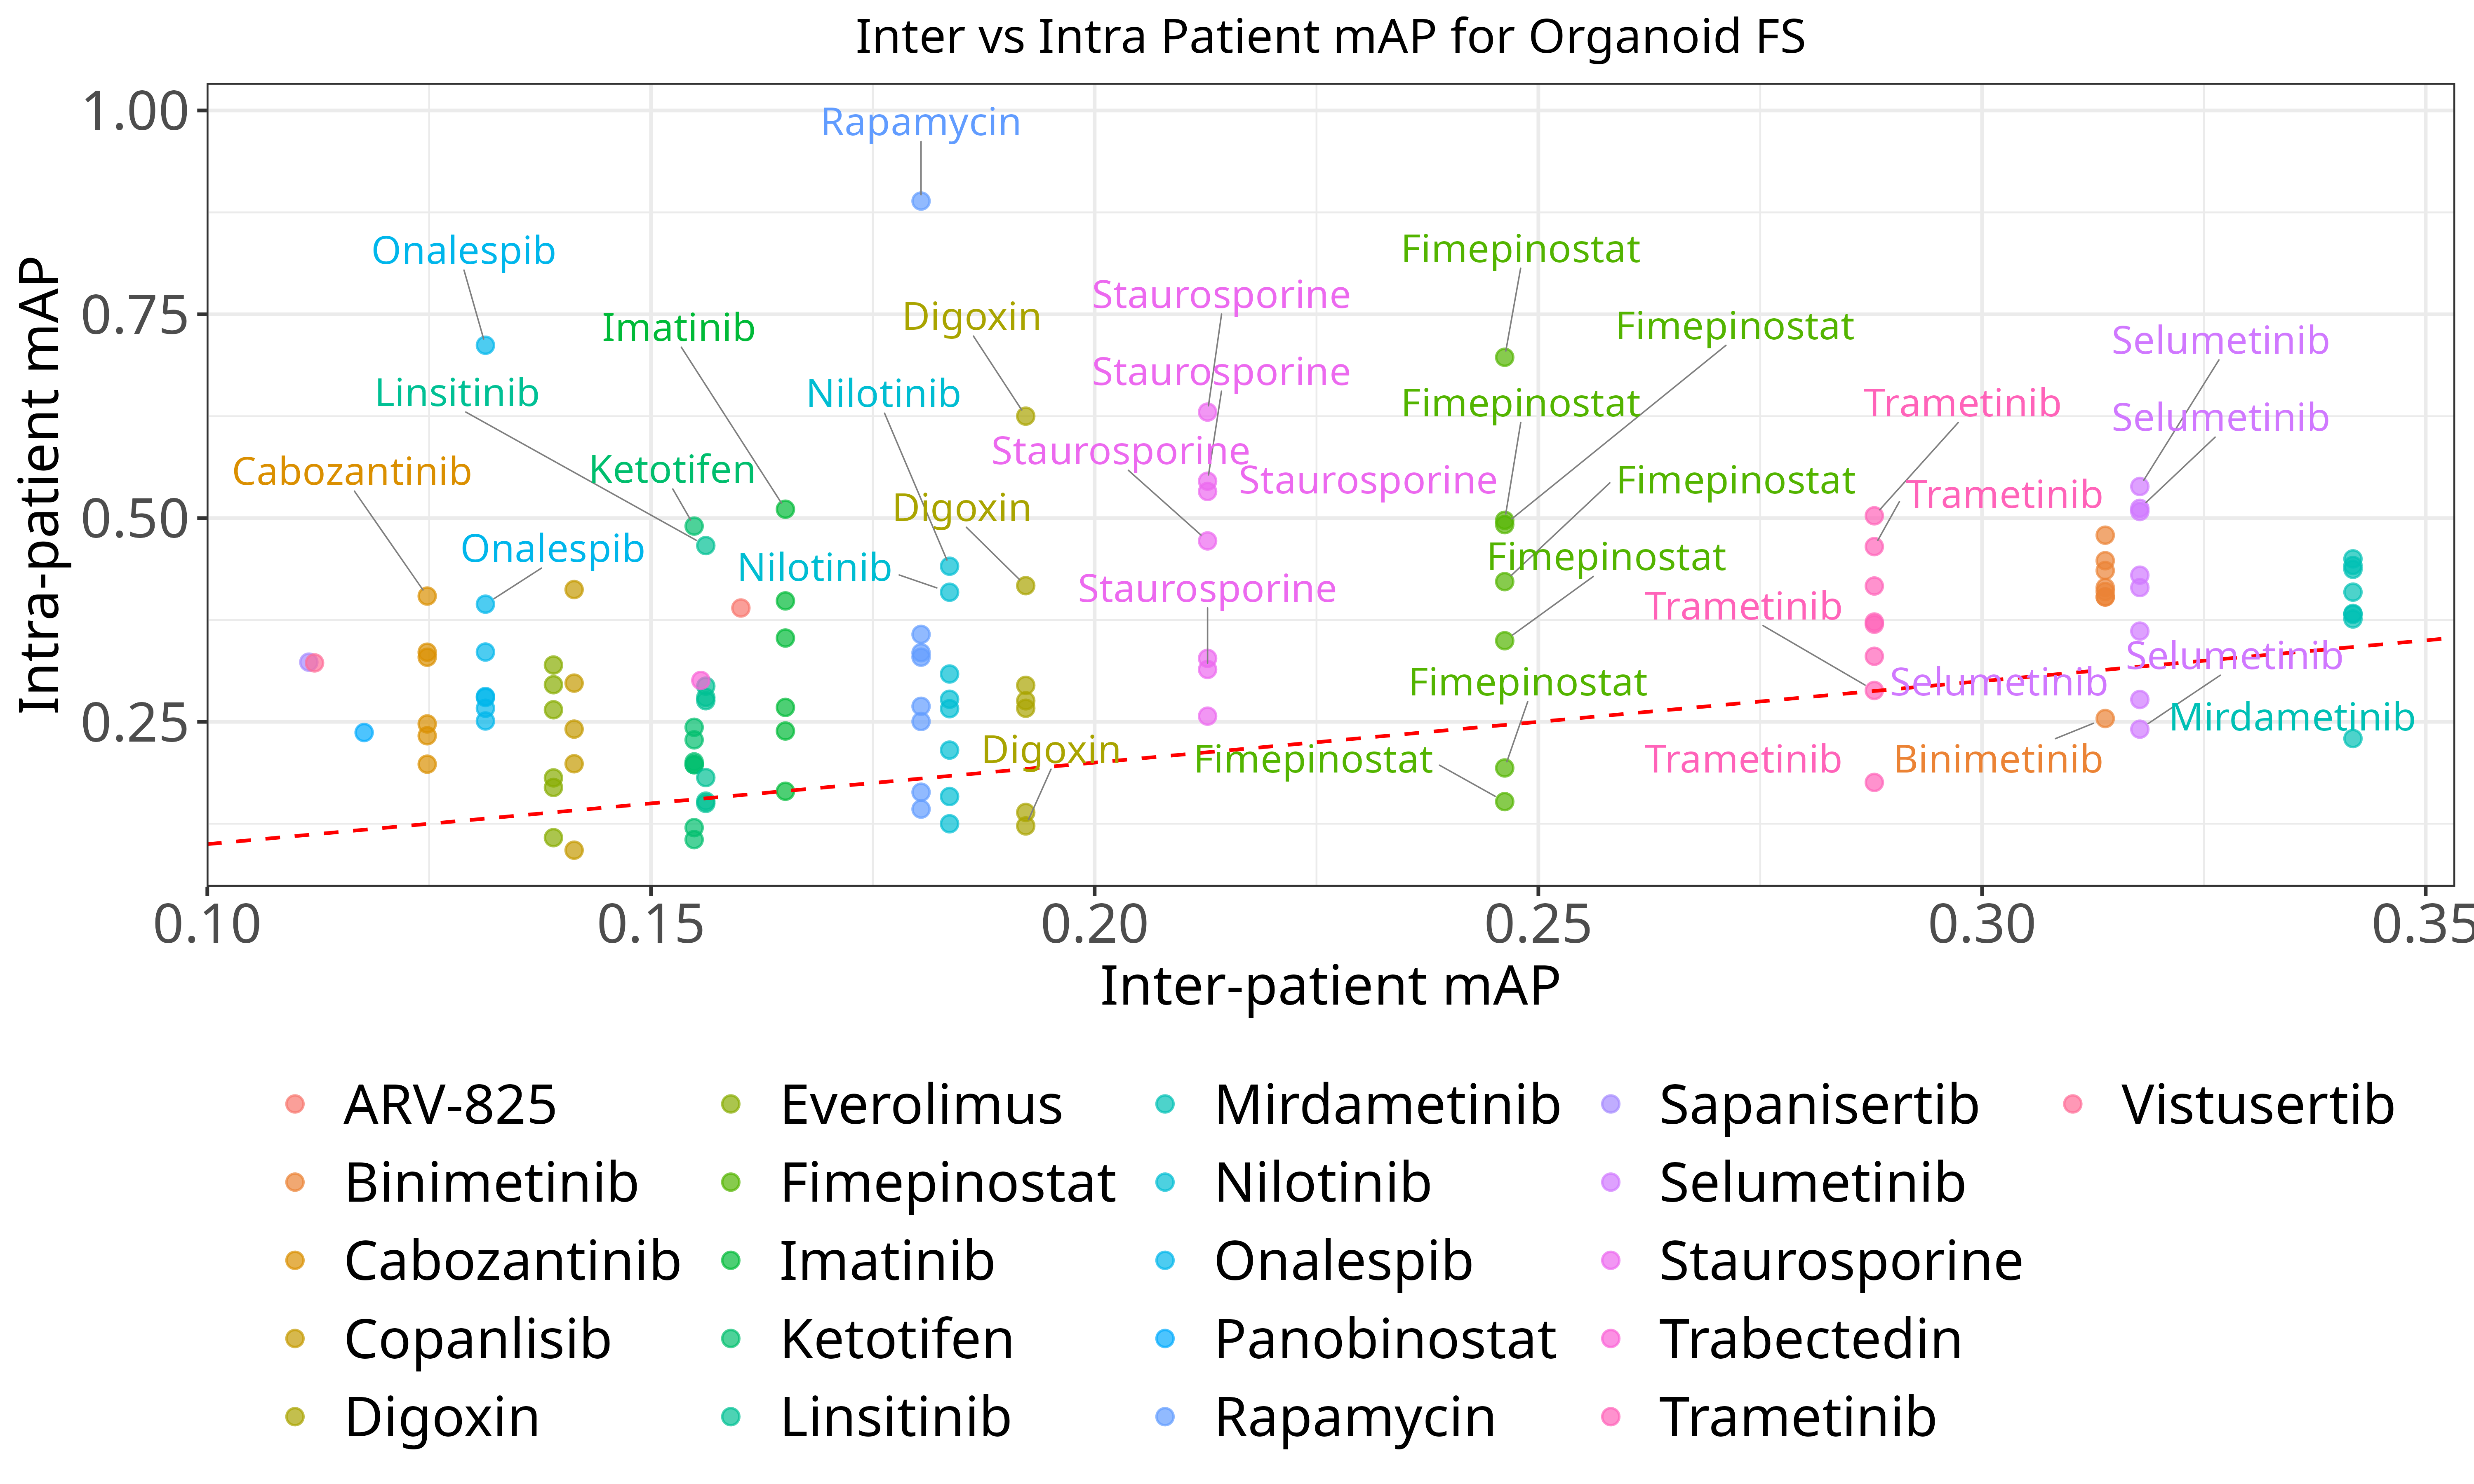 Inter vs Intra Patient mAP for Organoid FS
Intra-patient mAP
1.00
0.75
0.50
0.25
Rapamycin
Onalespib
Fimepinostat
Staurosporine
Imatinib
Digoxin
Fimepinostat
Selumetinib
Staurosporine
Linsitinib
Nilotinib
Fimepinostat
Trametinib
Selumetinib
Staurosporine
Cabozantinib
Ketotifen
Staurosporine
Fimepinostat
Trametinib
Digoxin
Onalespib
Nilotinib
Fimepinostat
Staurosporine
Trametinib
Selumetinib
Fimepinostat
Selumetinib
Mirdametinib
Digoxin
Fimepinostat
Trametinib
Binimetinib
0.10
0.15
0.20
0.25
0.30
0.35
Inter-patient mAP
ARV-825
Binimetinib
Cabozantinib
Copanlisib
Digoxin
Everolimus
Fimepinostat
Imatinib
Ketotifen
Linsitinib
Mirdametinib
Nilotinib
Onalespib
Panobinostat
Rapamycin
Sapanisertib
Selumetinib
Staurosporine
Trabectedin
Trametinib
Vistusertib